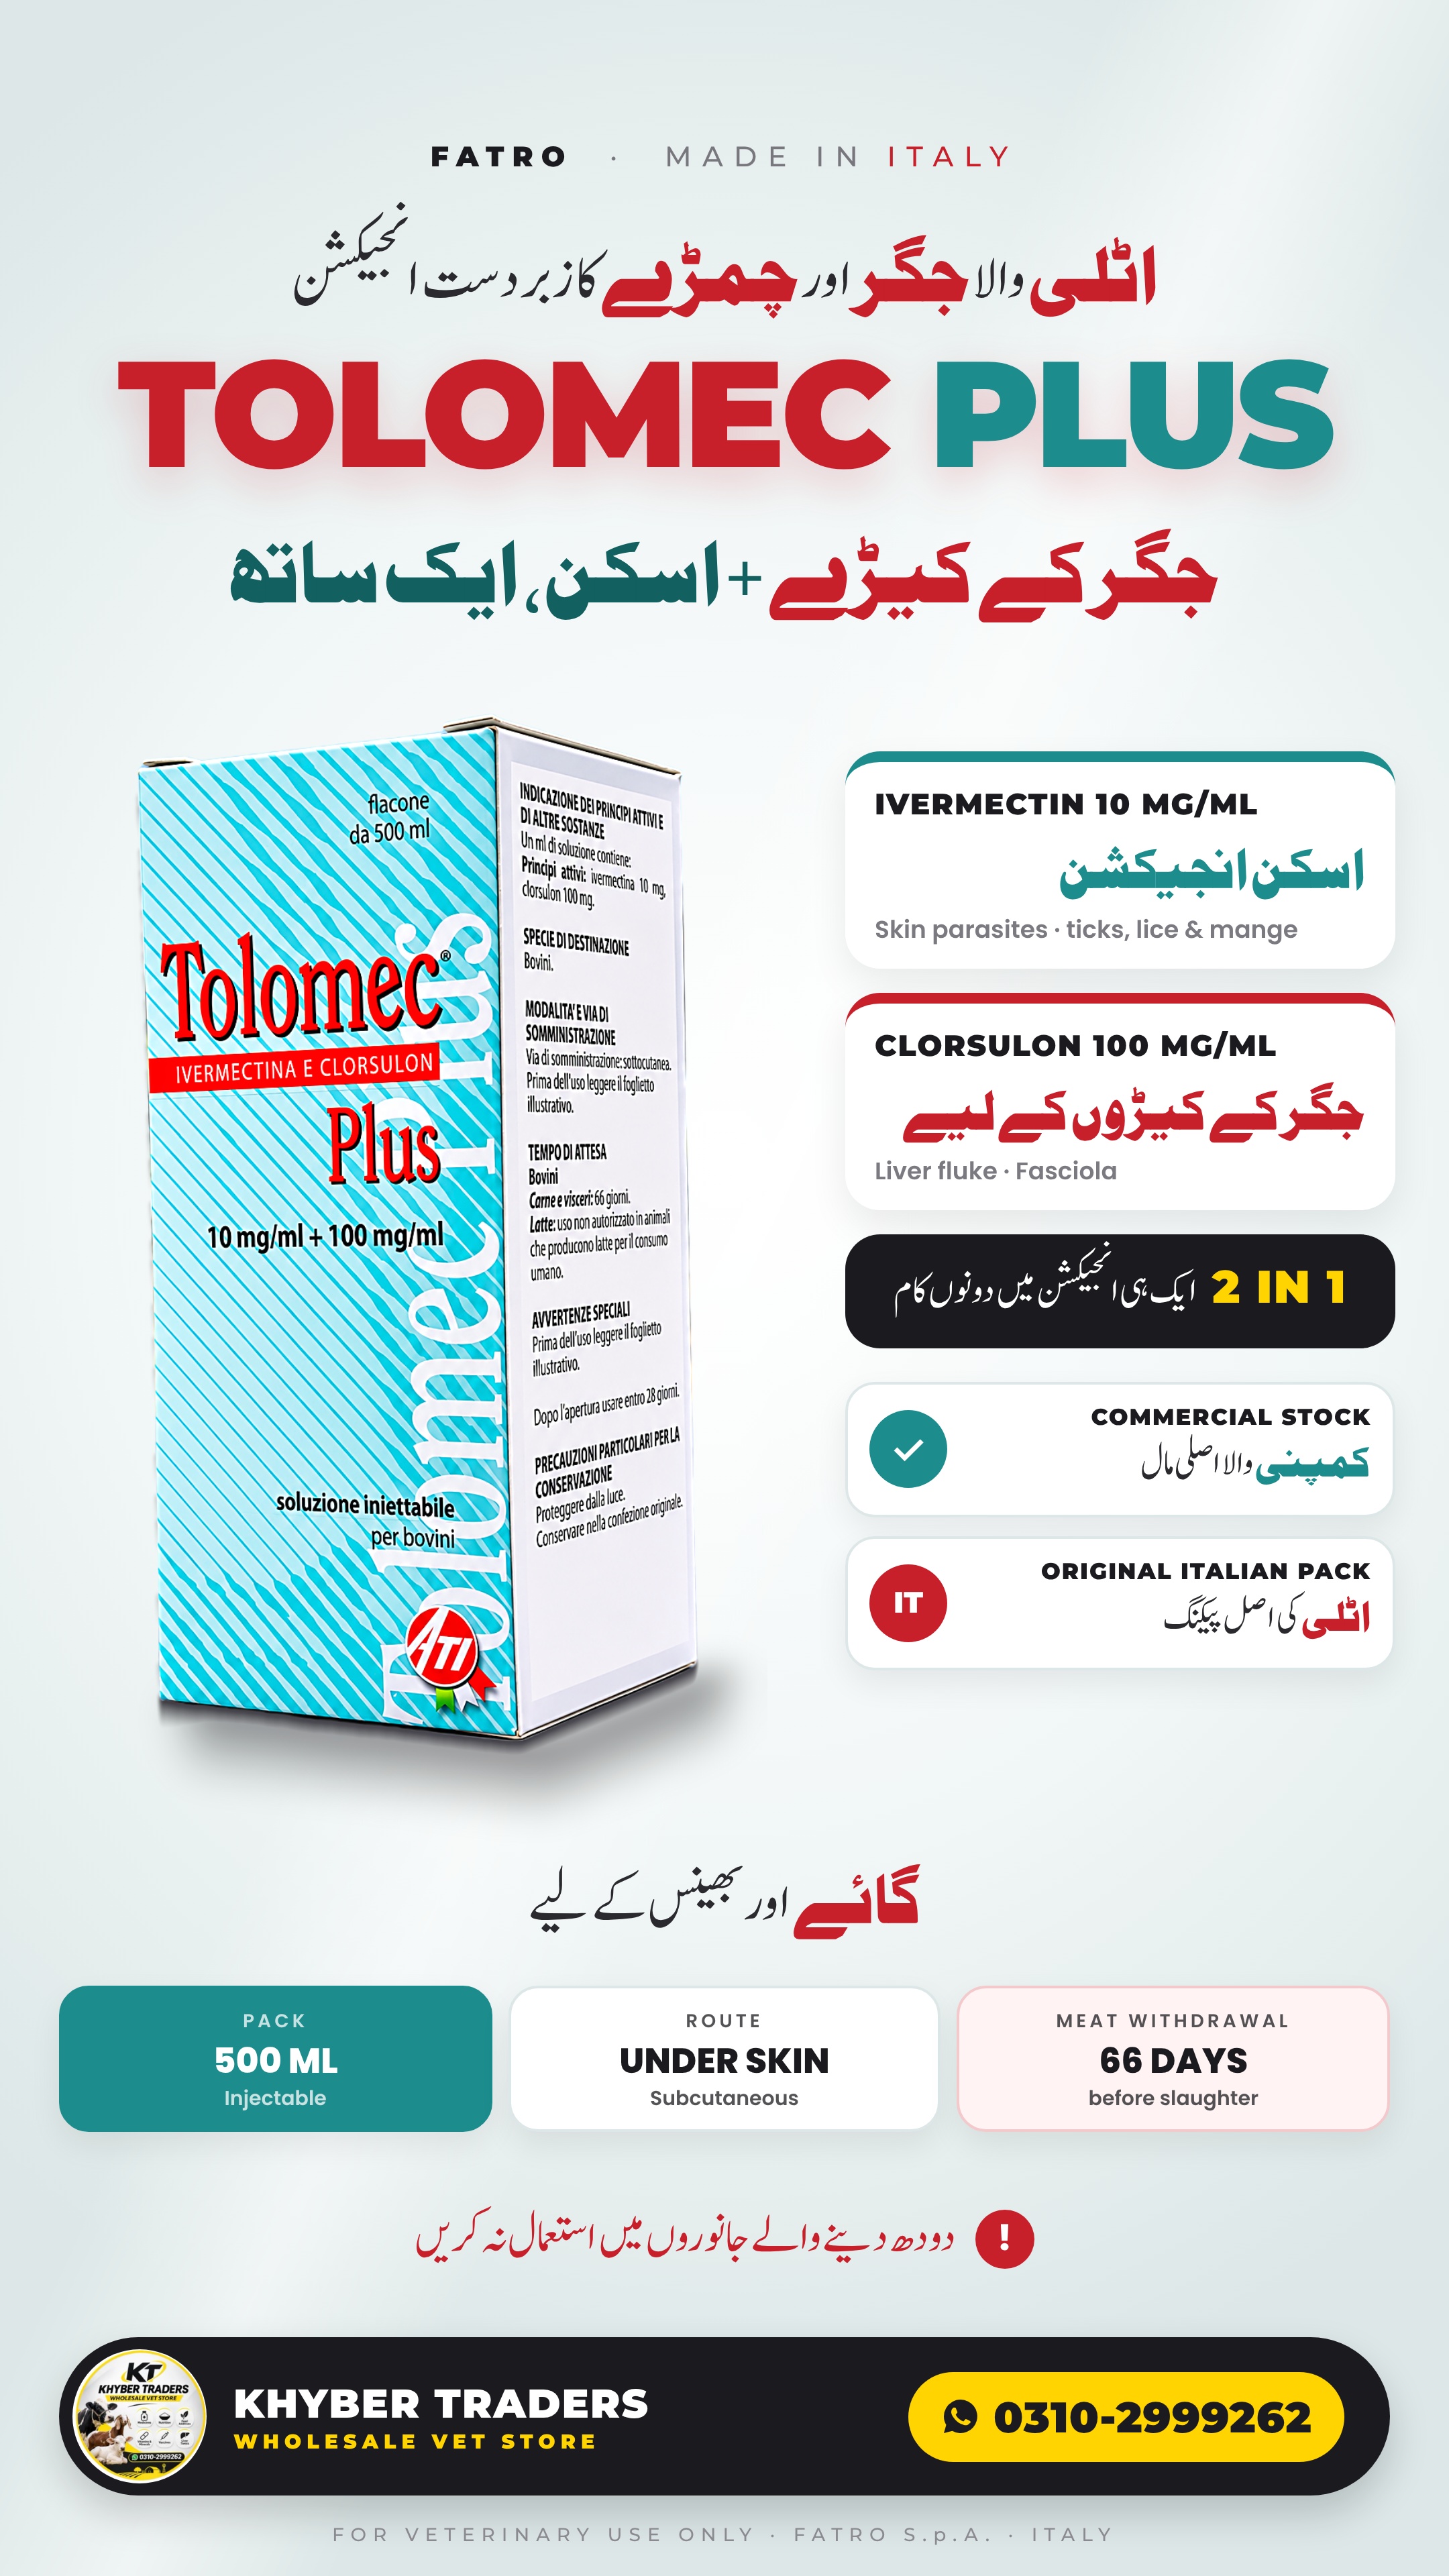 FATRO · MADE IN ITALY
اٹلی والا جگر اور چمڑے کا زبردست انجیکشن
TOLOMEC PLUS
جگر کے کیڑے + اسکن، ایک ساتھ
flacone
da 500 ml
Tolomec®
IVERMECTINA E CLORSULON
Plus
10 mg/ml + 100 mg/ml
soluzione iniettabile
per bovini
Tolomec Plus
ATI
INDICAZIONE DEI PRINCIPI ATTIVI E
DI ALTRE SOSTANZE
Un ml di soluzione contiene:
Principi attivi: ivermectina 10 mg,
clorsulon 100 mg.
SPECIE DI DESTINAZIONE
Bovini.
MODALITA' E VIA DI
SOMMINISTRAZIONE
Via di somministrazione: sottocutanea.
Prima dell'uso leggere il foglietto
illustrativo.
TEMPO DI ATTESA
Bovini
Carne e visceri: 66 giorni.
Latte: uso non autorizzato in animali
che producono latte per il consumo
umano.
AVVERTENZE SPECIALI
Prima dell'uso leggere il foglietto
illustrativo.
Dopo l'apertura usare entro 28 giorni.
PRECAUZIONI PARTICOLARI PER LA
CONSERVAZIONE
Proteggere dalla luce.
Conservare nella confezione originale.
IVERMECTIN 10 MG/ML
اسکن انجیکشن
Skin parasites · ticks, lice & mange
CLORSULON 100 MG/ML
جگر کے کیڑوں کے لیے
Liver fluke · Fasciola
2 IN 1 ایک ہی انجیکشن میں دونوں کام
COMMERCIAL STOCK
کمپنی والا اصلی مال
IT
ORIGINAL ITALIAN PACK
اٹلی کی اصل پیکنگ
گائے اور بھینس کے لیے
PACK
500 ML
Injectable
ROUTE
UNDER SKIN
Subcutaneous
MEAT WITHDRAWAL
66 DAYS
before slaughter
! دودھ دینے والے جانوروں میں استعمال نہ کریں
KT
KHYBER TRADERS
WHOLESALE VET STORE
0310-2999262
KHYBER TRADERS
WHOLESALE VET STORE
0310-2999262
FOR VETERINARY USE ONLY · FATRO S.p.A. · ITALY